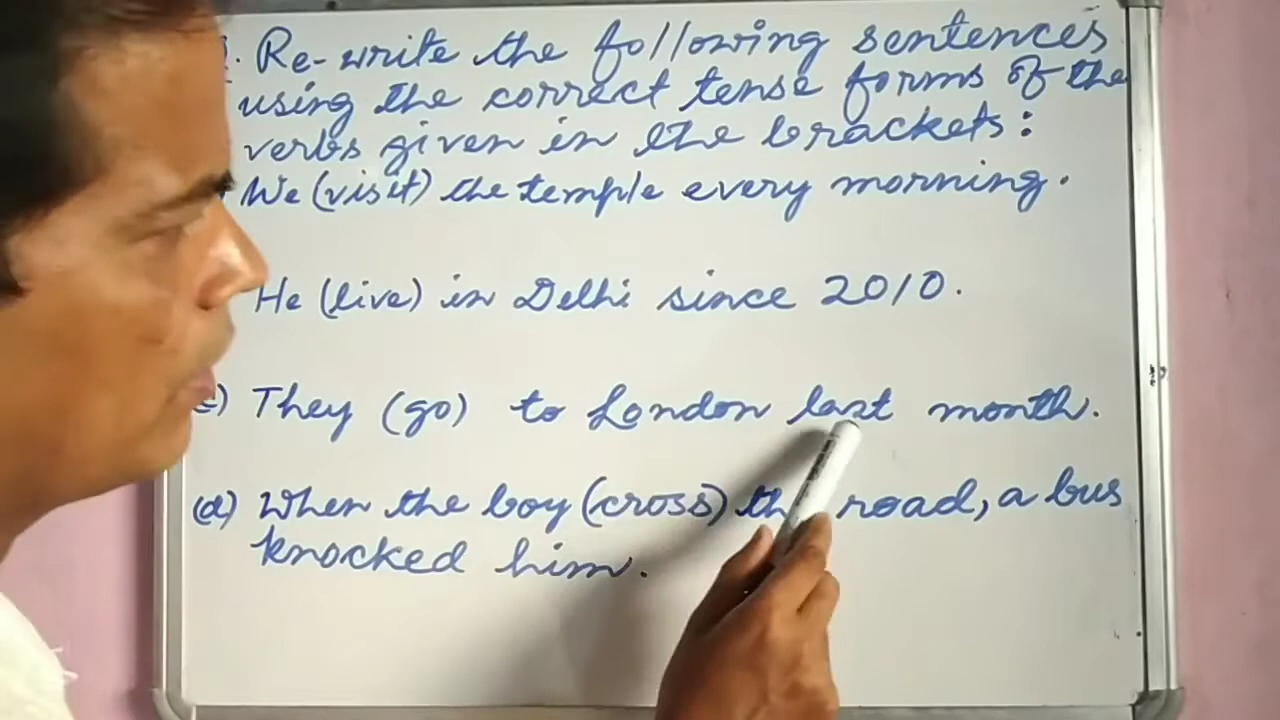 . Re-write the following sentences
using the correct tense forms of the
verbs given in the brackets:
We (visit) the temple every morning.
He (live) in Delhi since 2010.
) They (go) to London last month.
(d) When the boy (cross) th road, a bus
knocked him.